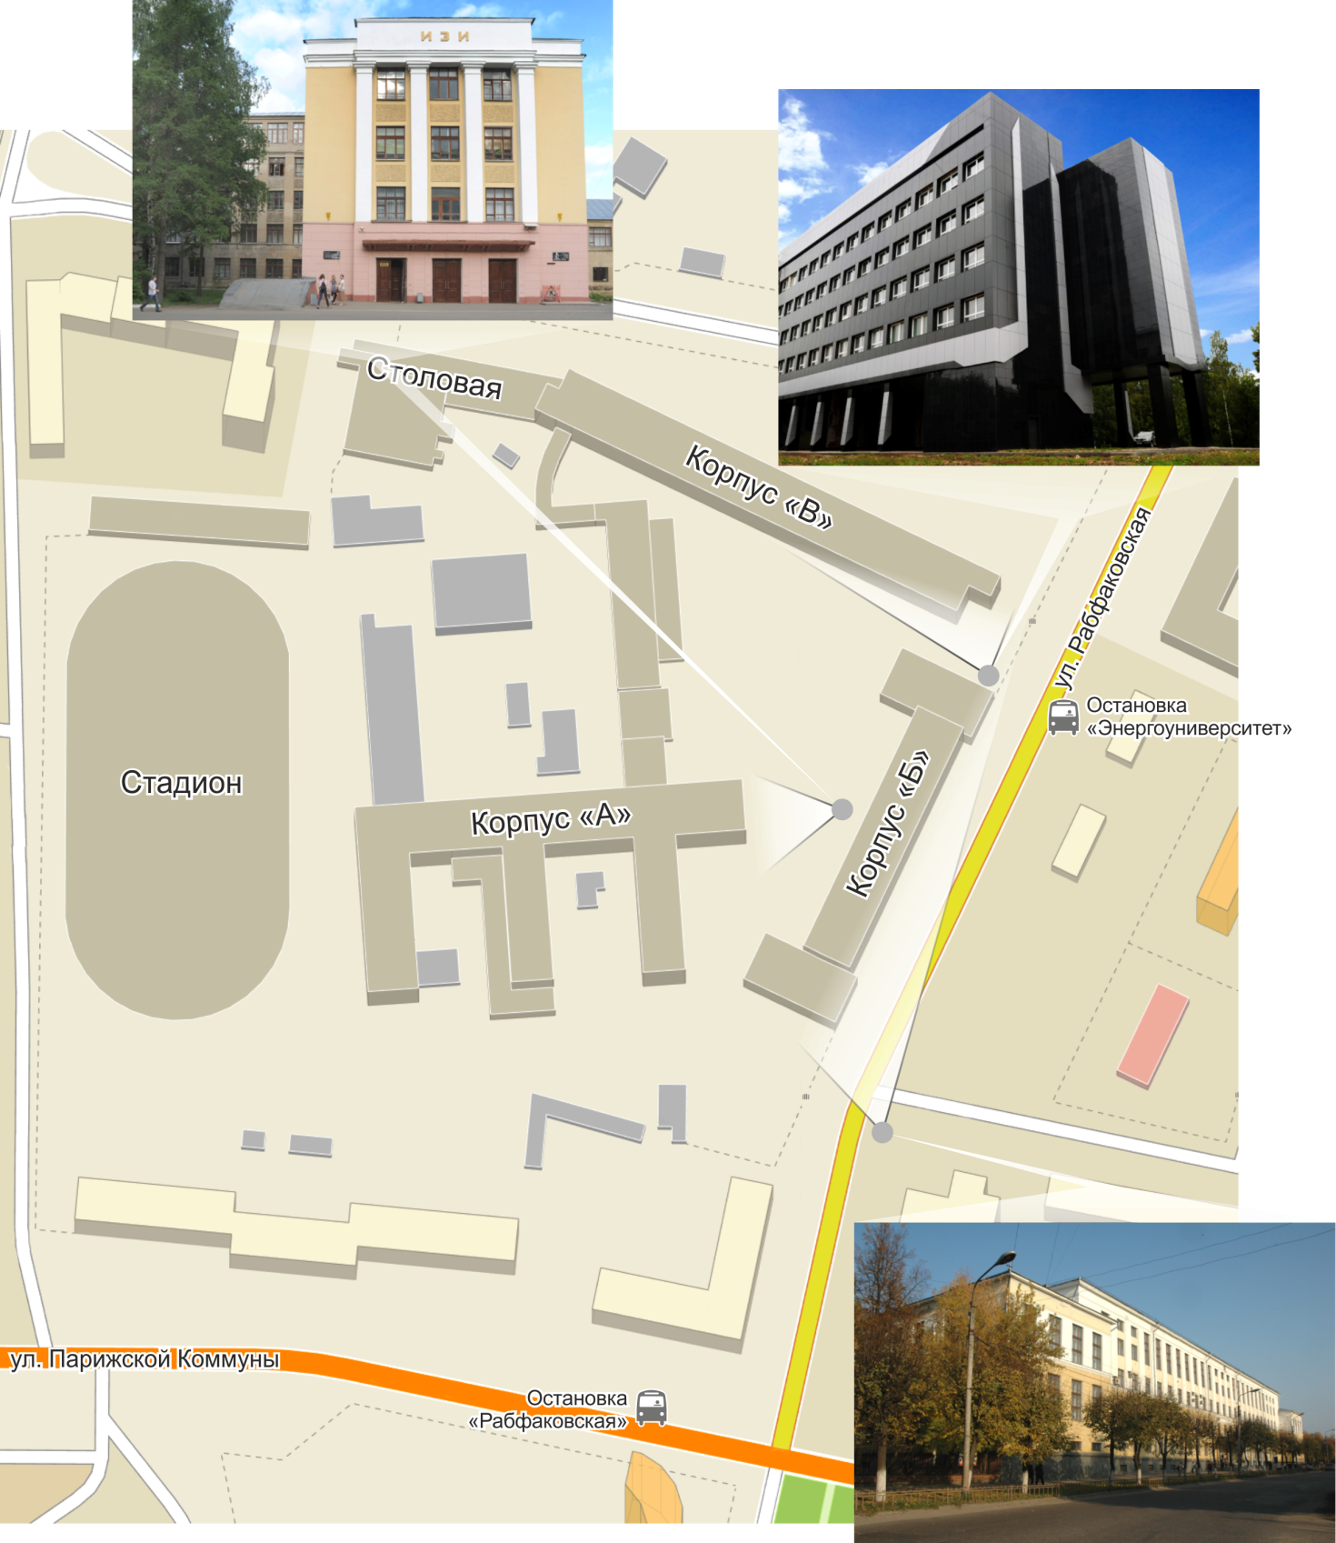 ИЗИ
Столовая
Корпус «В»
ул. Рабфаковская
Остановка
«Энергоуниверситет»
Стадион
Корпус «А»
Корпус «Б»
ул. Парижской Коммуны
Остановка
«Рабфаковская»